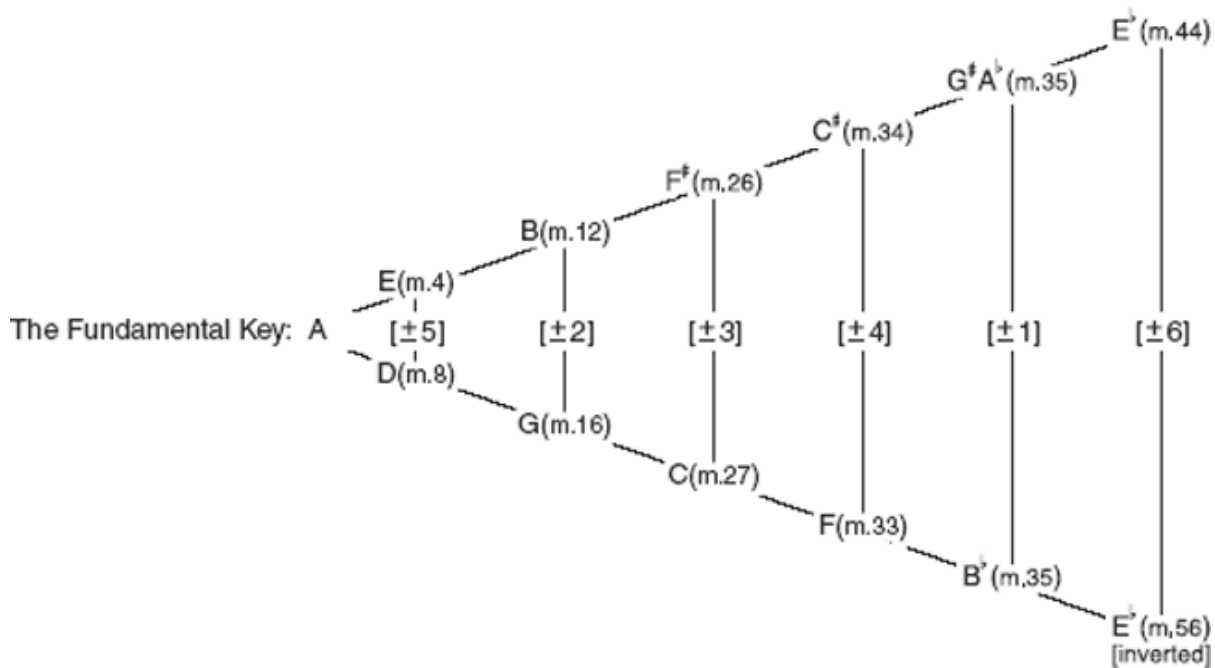 E♭(m.44)
G♯A♭(m.35)
C♯(m.34)
F♯(m.26)
B(m.12)
E(m.4)
The Fundamental Key: A [±5] [±2] [±3] [±4] [±1] [±6]
D(m.8)
G(m.16)
C(m.27)
F(m.33)
B♭(m.35)
E♭(m.56)
[inverted]